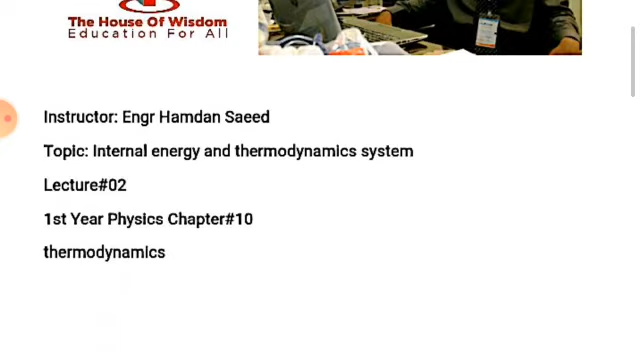 The House Of Wisdom
Education For All
Instructor: Engr Hamdan Saeed
Topic: Internal energy and thermodynamics system
Lecture#02
1st Year Physics Chapter#10
thermodynamics